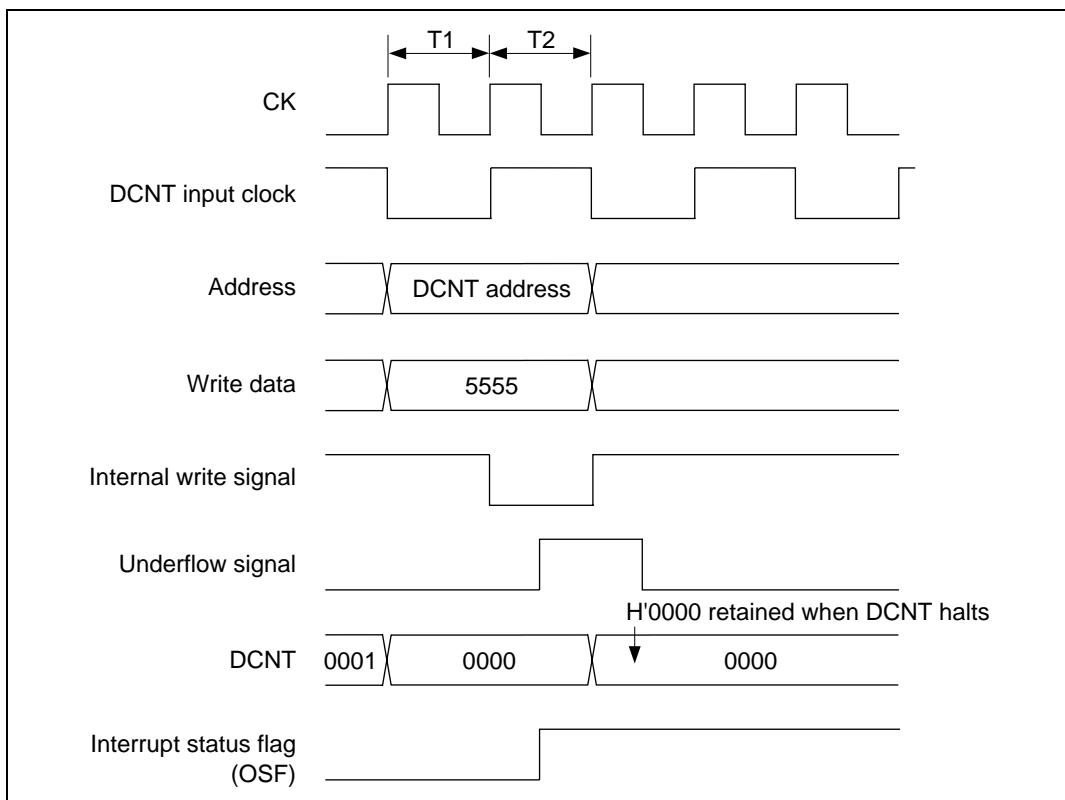 T1 T2
CK
DCNT input clock
Address DCNT address
Write data 5555
Internal write signal
Underflow signal
H'0000 retained when DCNT halts
DCNT 0001 0000 0000
Interrupt status flag
(OSF)